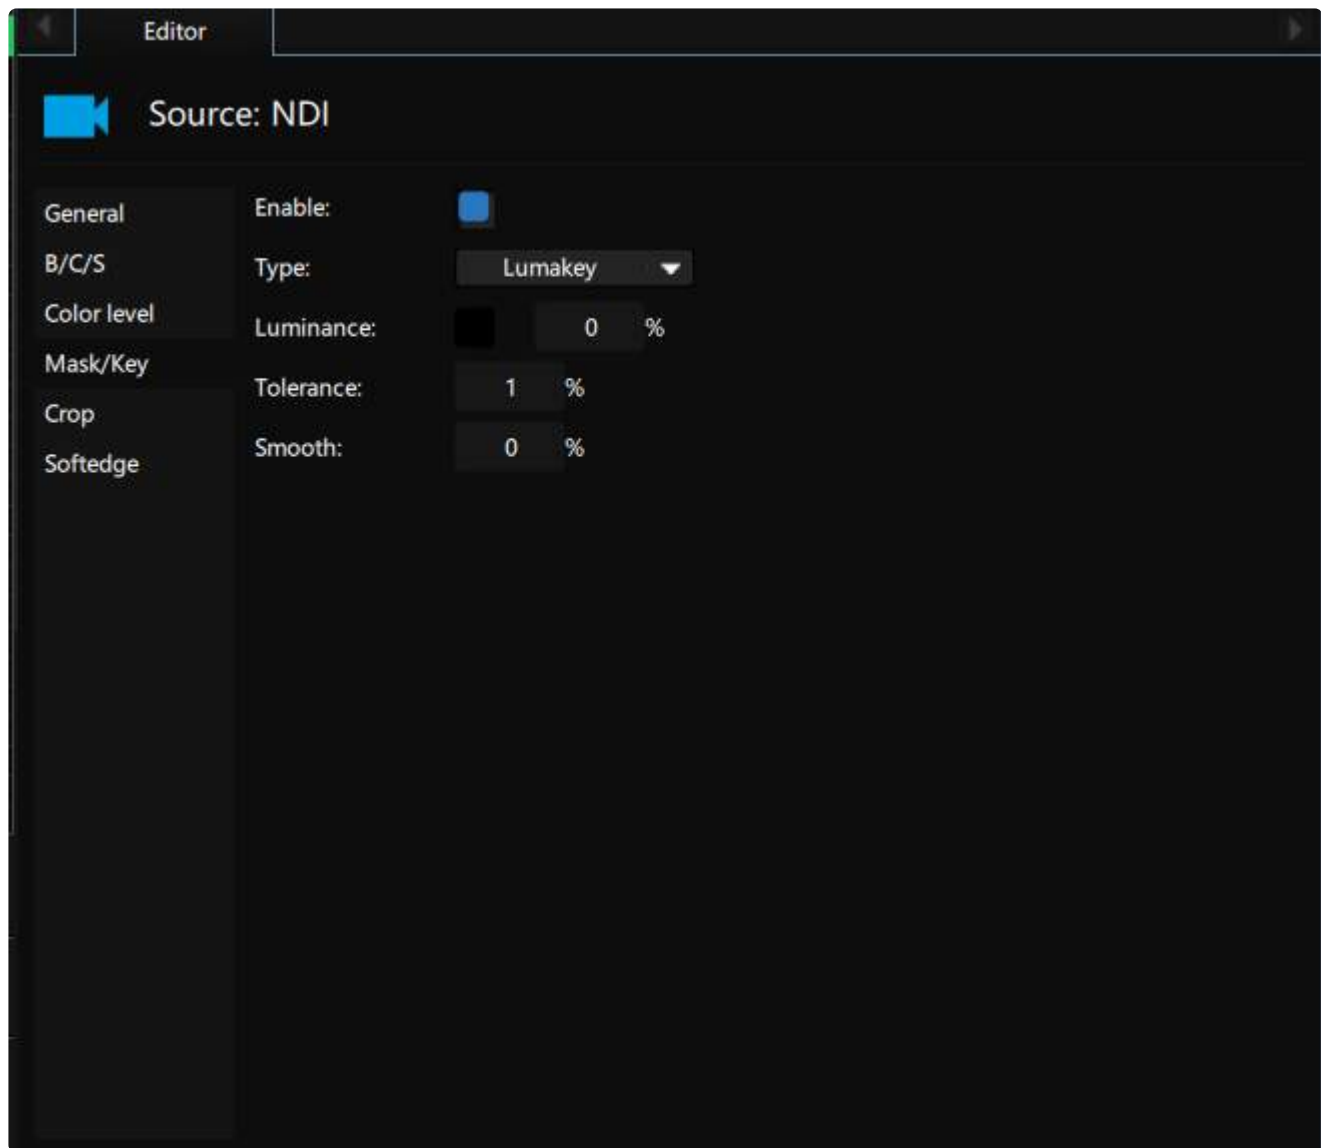 Editor
Source: NDI
General
B/C/S
Color level
Mask/Key
Crop
Softedge
Enable:
Type: Lumakey
Luminance: 0 %
Tolerance: 1 %
Smooth: 0 %